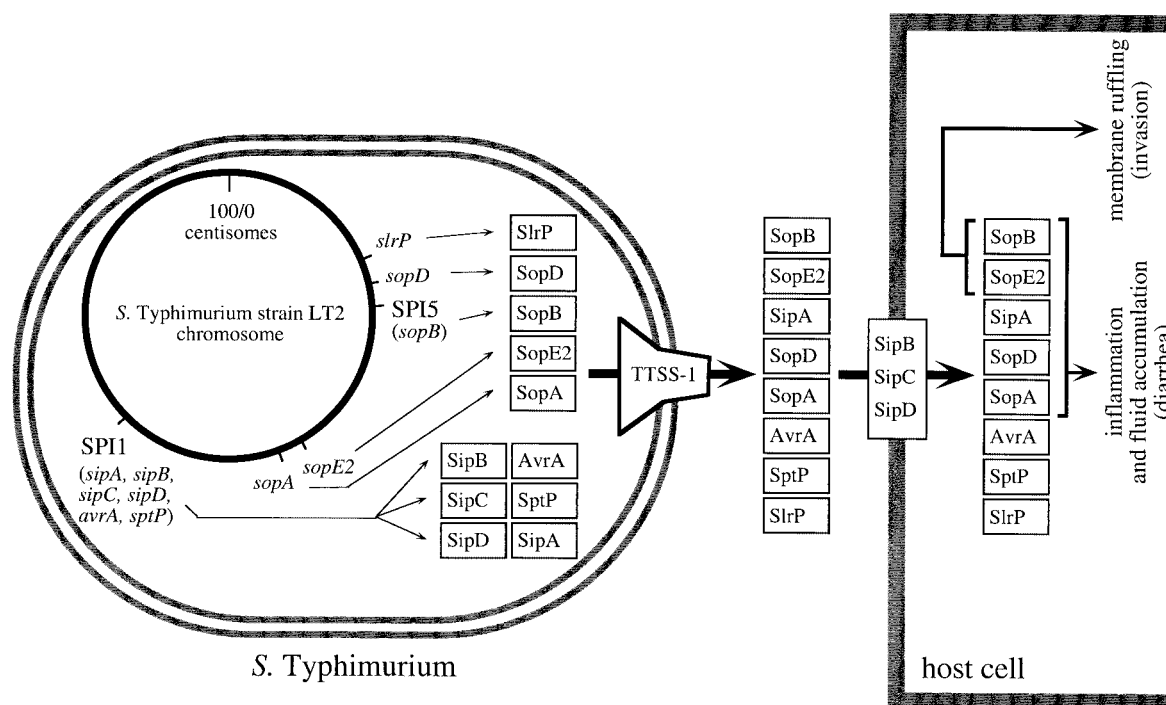 100/0
centisomes
S. Typhimurium strain LT2
chromosome
slrP
sopD
SPI5
(sopB)
sopE2
sopA
SPI1
(sipA, sipB,
sipC, sipD,
avrA, sptP)
SlrP
SopD
SopB
SopE2
SopA
SipB AvrA
SipC SptP
SipD SipA
TTSS-1
S. Typhimurium
SopB
SopE2
SipA
SopD
SopA
AvrA
SptP
SlrP
SipB
SipC
SipD
SopB
SopE2
SipA
SopD
SopA
AvrA
SptP
SlrP
membrane ruffling
(invasion)
inflammation
and fluid accumulation
(diarrhea)
host cell